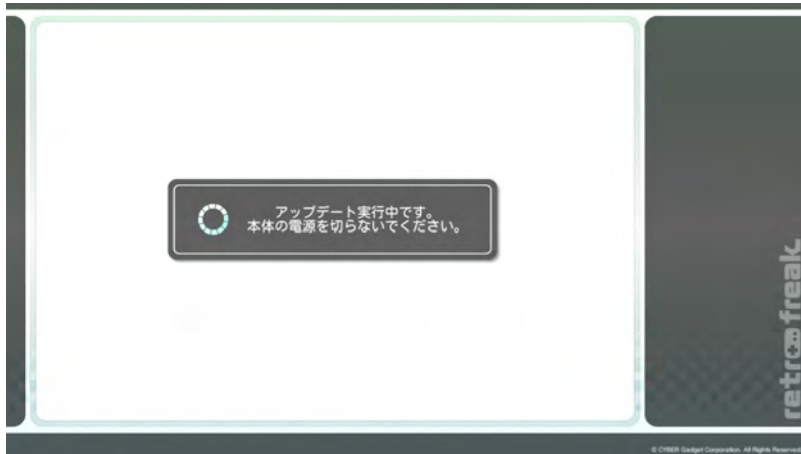 アップデート実行中です。
本体の電源を切らないでください。
retro freak.
© CYBER Gadget Corporation. All Rights Reserved.